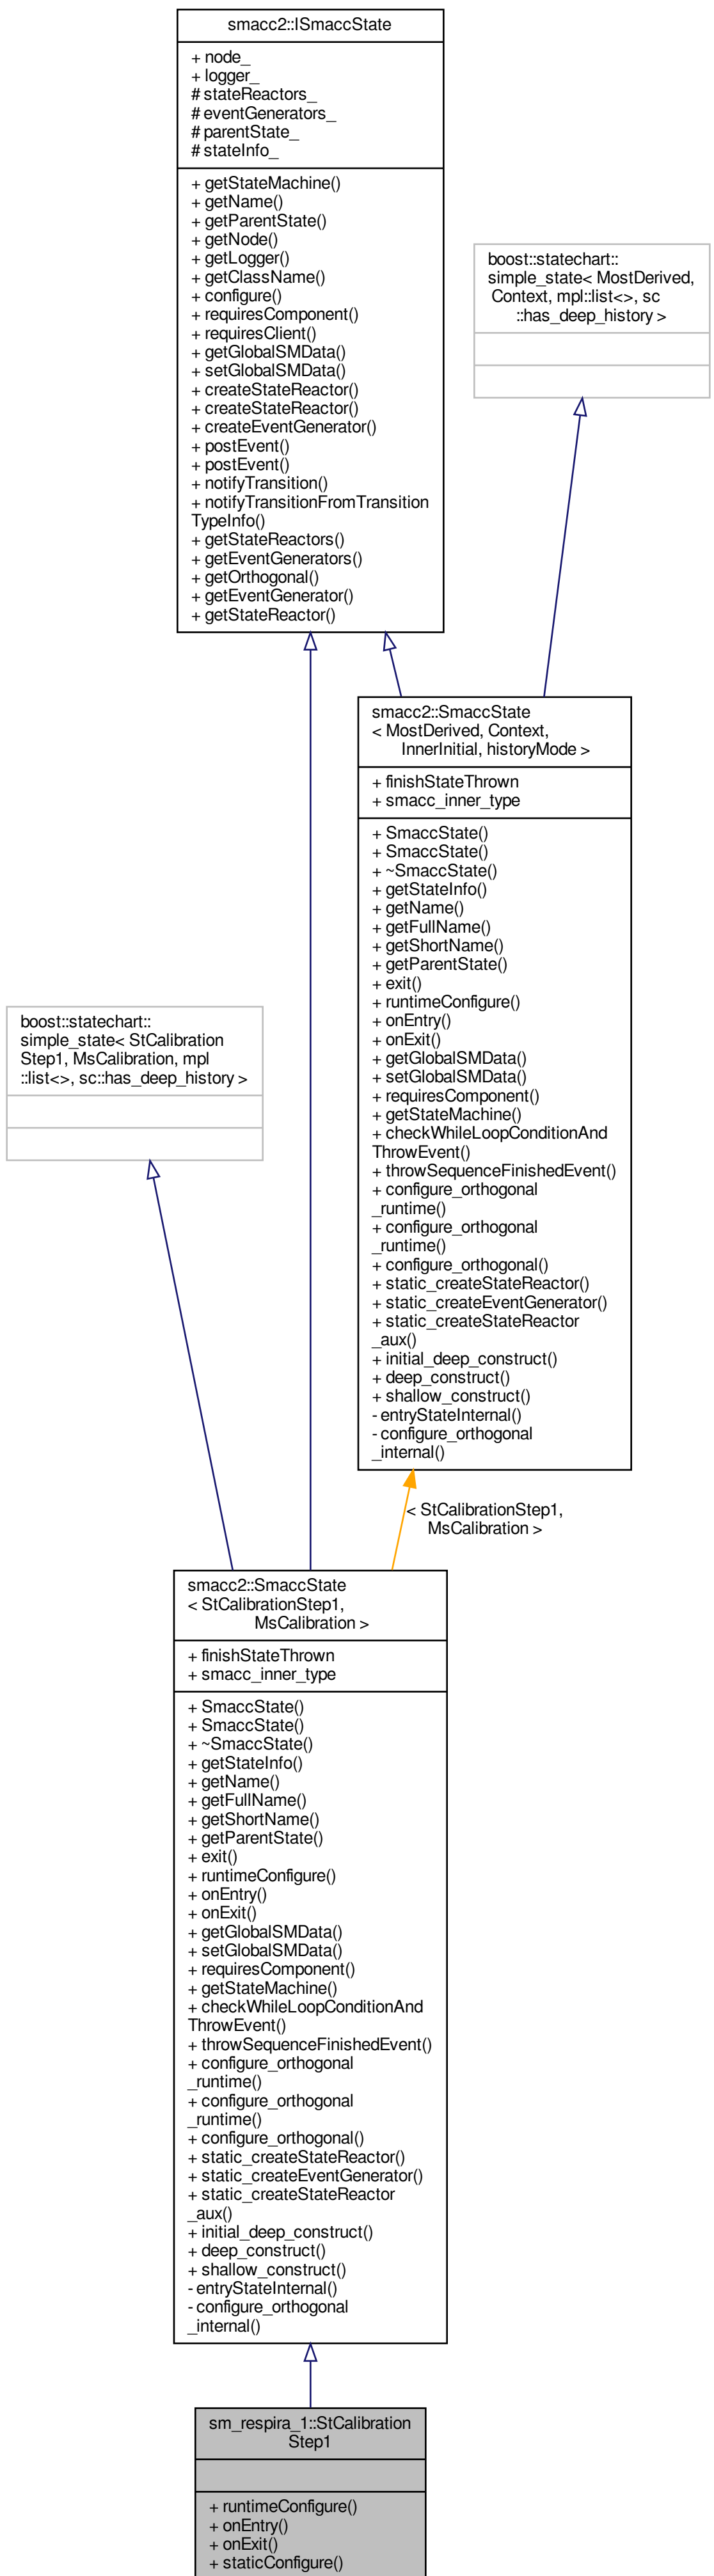 smacc2::ISmaccState
+ node_
+ logger_
# stateReactors_
# eventGenerators_
# parentState_
# stateInfo_
+ getStateMachine()
+ getName()
+ getParentState()
+ getNode()
+ getLogger()
+ getClassName()
+ configure()
+ requiresComponent()
+ requiresClient()
+ getGlobalSMData()
+ setGlobalSMData()
+ createStateReactor()
+ createStateReactor()
+ createEventGenerator()
+ postEvent()
+ postEvent()
+ notifyTransition()
+ notifyTransitionFromTransition
TypeInfo()
+ getStateReactors()
+ getEventGenerators()
+ getOrthogonal()
+ getEventGenerator()
+ getStateReactor()
boost::statechart::
simple_state< MostDerived,
Context, mpl::list<>, sc
::has_deep_history >
smacc2::SmaccState
< MostDerived, Context,
InnerInitial, historyMode >
+ finishStateThrown
+ smacc_inner_type
+ SmaccState()
+ SmaccState()
+ ~SmaccState()
+ getStateInfo()
+ getName()
+ getFullName()
+ getShortName()
+ getParentState()
+ exit()
+ runtimeConfigure()
+ onEntry()
+ onExit()
+ getGlobalSMData()
+ setGlobalSMData()
+ requiresComponent()
+ getStateMachine()
+ checkWhileLoopConditionAnd
ThrowEvent()
+ throwSequenceFinishedEvent()
+ configure_orthogonal
_runtime()
+ configure_orthogonal
_runtime()
+ configure_orthogonal()
+ static_createStateReactor()
+ static_createEventGenerator()
+ static_createStateReactor
_aux()
+ initial_deep_construct()
+ deep_construct()
+ shallow_construct()
- entryStateInternal()
- configure_orthogonal
_internal()
boost::statechart::
simple_state< StCalibration
Step1, MsCalibration, mpl
::list<>, sc::has_deep_history >
< StCalibrationStep1,
MsCalibration >
smacc2::SmaccState
< StCalibrationStep1,
MsCalibration >
+ finishStateThrown
+ smacc_inner_type
+ SmaccState()
+ SmaccState()
+ ~SmaccState()
+ getStateInfo()
+ getName()
+ getFullName()
+ getShortName()
+ getParentState()
+ exit()
+ runtimeConfigure()
+ onEntry()
+ onExit()
+ getGlobalSMData()
+ setGlobalSMData()
+ requiresComponent()
+ getStateMachine()
+ checkWhileLoopConditionAnd
ThrowEvent()
+ throwSequenceFinishedEvent()
+ configure_orthogonal
_runtime()
+ configure_orthogonal
_runtime()
+ configure_orthogonal()
+ static_createStateReactor()
+ static_createEventGenerator()
+ static_createStateReactor
_aux()
+ initial_deep_construct()
+ deep_construct()
+ shallow_construct()
- entryStateInternal()
- configure_orthogonal
_internal()
sm_respira_1::StCalibration
Step1
+ runtimeConfigure()
+ onEntry()
+ onExit()
+ staticConfigure()